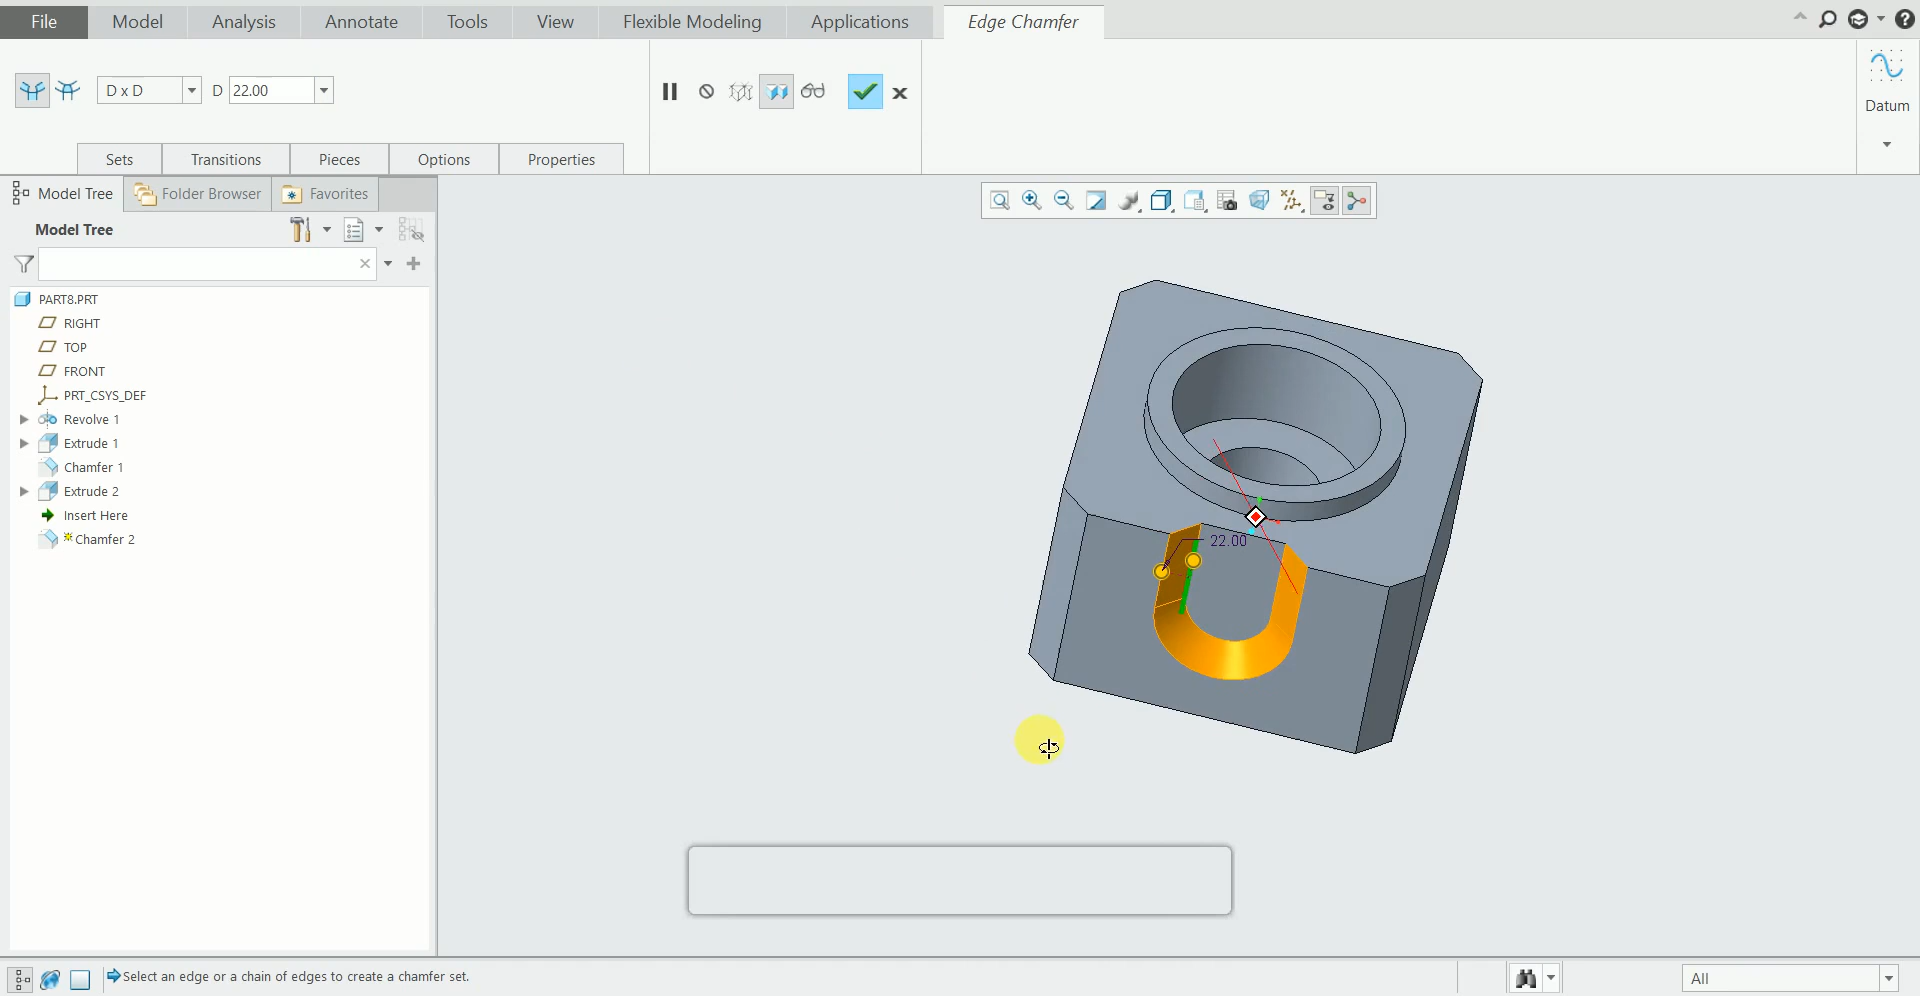 File Model Analysis Annotate Tools View Flexible Modeling Applications Edge Chamfer
D x D D 22.00
Datum
Sets Transitions Pieces Options Properties
Model Tree Folder Browser Favorites
Model Tree
PART8.PRT
RIGHT
TOP
FRONT
PRT_CSYS_DEF
Revolve 1
Extrude 1
Chamfer 1
Extrude 2
Insert Here
Chamfer 2
22.00
Select an edge or a chain of edges to create a chamfer set.
All